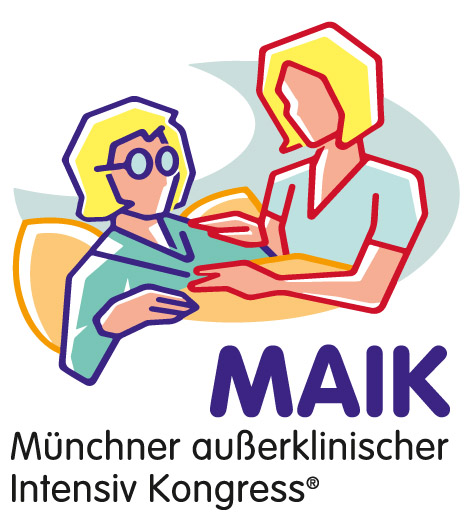 MAIK
Münchner außerklinischer
Intensiv Kongress®